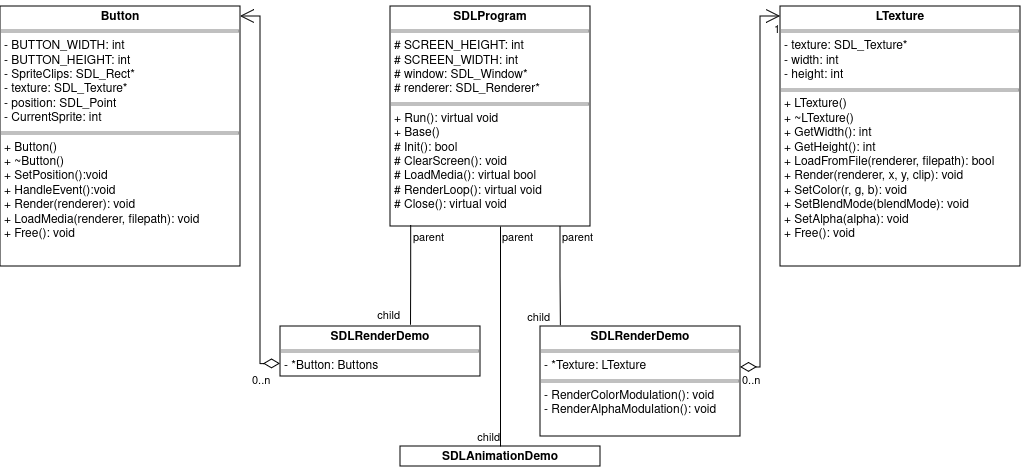 Button
- BUTTON_WIDTH: int
- BUTTON_HEIGHT: int
- SpriteClips: SDL_Rect*
- texture: SDL_Texture*
- position: SDL_Point
- CurrentSprite: int
+ Button()
+ ~Button()
+ SetPosition():void
+ HandleEvent():void
+ Render(renderer): void
+ LoadMedia(renderer, filepath): void
+ Free(): void
SDLProgram
# SCREEN_HEIGHT: int
# SCREEN_WIDTH: int
# window: SDL_Window*
# renderer: SDL_Renderer*
+ Run(): virtual void
+ Base()
# Init(): bool
# ClearScreen(): void
# LoadMedia(): virtual bool
# RenderLoop(): virtual void
# Close(): virtual void
LTexture
1
- texture: SDL_Texture*
- width: int
- height: int
+ LTexture()
+ ~LTexture()
+ GetWidth(): int
+ GetHeight(): int
+ LoadFromFile(renderer, filepath): bool
+ Render(renderer, x, y, clip): void
+ SetColor(r, g, b): void
+ SetBlendMode(blendMode): void
+ SetAlpha(alpha): void
+ Free(): void
parent
parent
parent
child
child
SDLRenderDemo
- *Button: Buttons
0..n
SDLRenderDemo
- *Texture: LTexture
- RenderColorModulation(): void
- RenderAlphaModulation(): void
0..n
child
SDLAnimationDemo